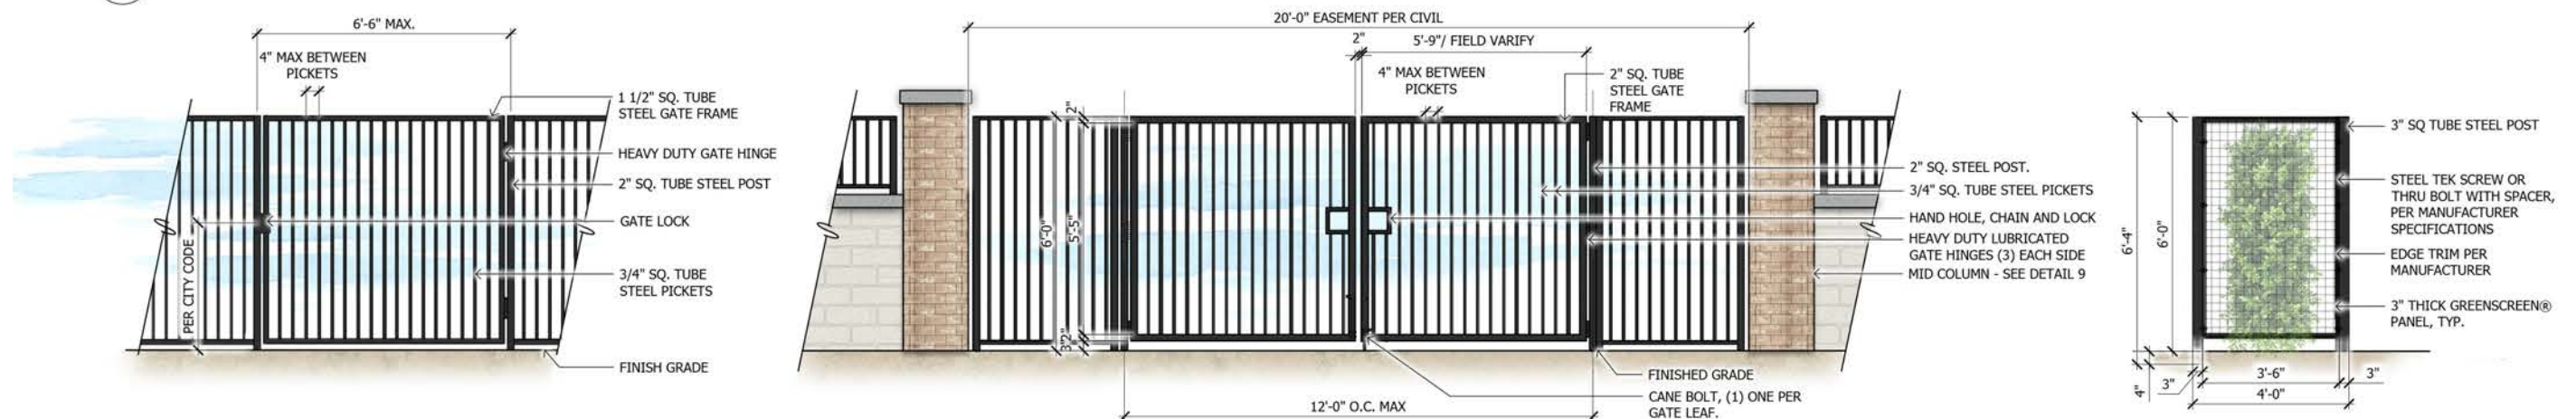 6'-6" MAX.
4" MAX BETWEEN
PICKETS
1 1/2" SQ. TUBE
STEEL GATE FRAME
HEAVY DUTY GATE HINGE
2" SQ. TUBE STEEL POST
GATE LOCK
PER CITY CODE
3/4" SQ. TUBE
STEEL PICKETS
FINISH GRADE
20'-0" EASEMENT PER CIVIL
2"
5'-9"/ FIELD VARIFY
4" MAX BETWEEN
PICKETS
2" SQ. TUBE
STEEL GATE
FRAME
2"
6'-0"
5'-5"
3"
2"
2" SQ. STEEL POST.
3/4" SQ. TUBE STEEL PICKETS
HAND HOLE, CHAIN AND LOCK
HEAVY DUTY LUBRICATED
GATE HINGES (3) EACH SIDE
MID COLUMN - SEE DETAIL 9
FINISHED GRADE
CANE BOLT, (1) ONE PER
GATE LEAF.
12'-0" O.C. MAX
3" SQ TUBE STEEL POST
STEEL TEK SCREW OR
THRU BOLT WITH SPACER,
PER MANUFACTURER
SPECIFICATIONS
EDGE TRIM PER
MANUFACTURER
3" THICK GREENSCREEN®
PANEL, TYP.
6'-4"
6'-0"
4"
3"
3'-6"
3"
4'-0"